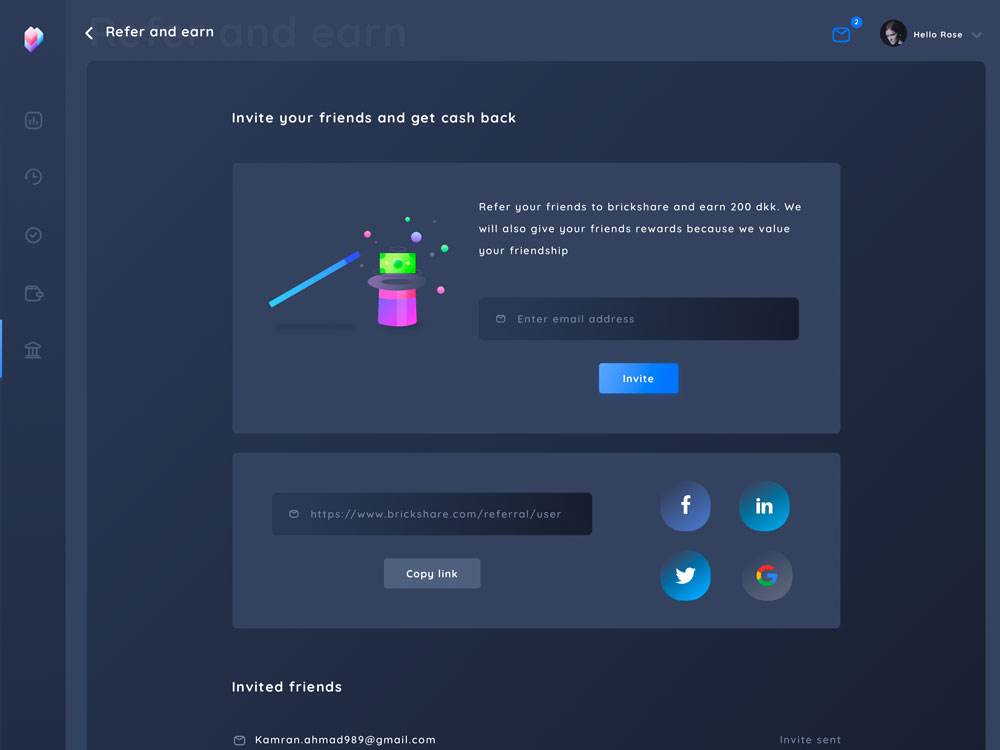 Refer and earn
Refer and earn
2
Hello Rose
Invite your friends and get cash back
Refer your friends to brickshare and earn 200 dkk. We
will also give your friends rewards because we value
your friendship
Enter email address
Invite
https://www.brickshare.com/referral/user
Copy link
f
in
G
Invited friends
Kamran.ahmad989@gmail.com
Invite sent